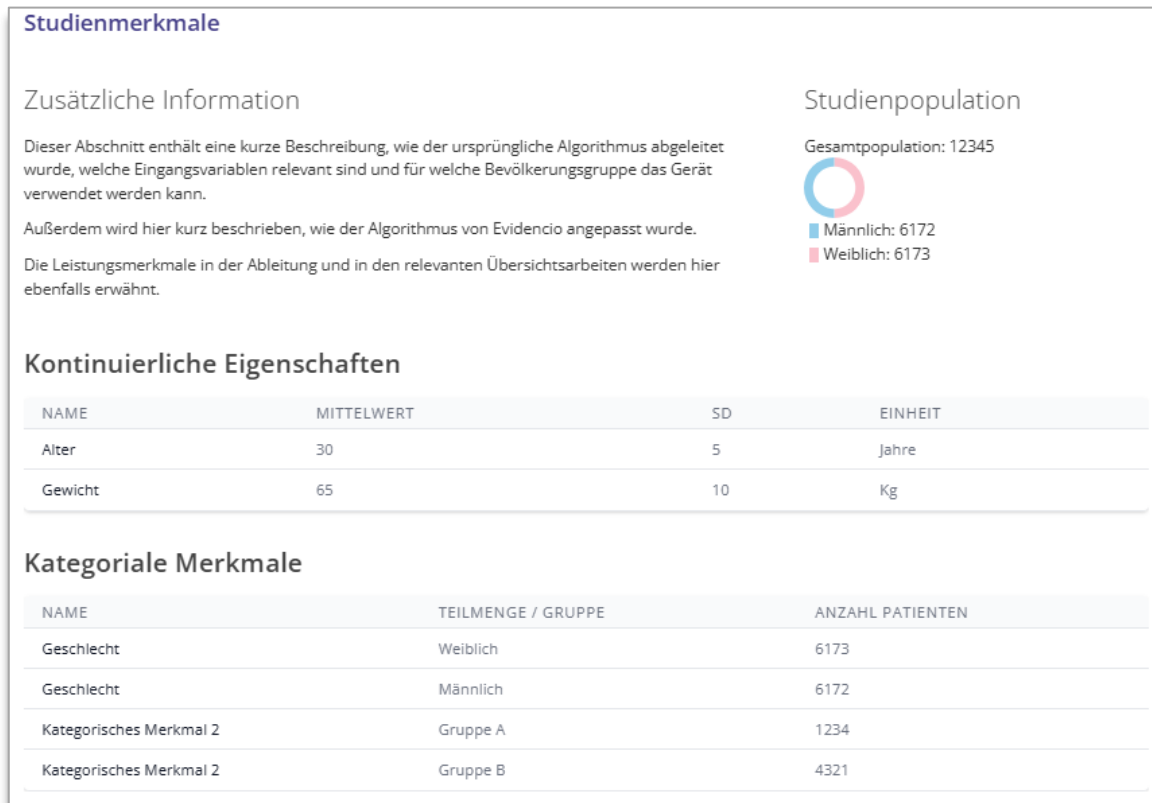 Studienmerkmale
Zusätzliche Information
Dieser Abschnitt enthält eine kurze Beschreibung, wie der ursprüngliche Algorithmus abgeleitet
wurde, welche Eingangsvariablen relevant sind und für welche Bevölkerungsgruppe das Gerät
verwendet werden kann.
Außerdem wird hier kurz beschrieben, wie der Algorithmus von Evidencio angepasst wurde.
Die Leistungsmerkmale in der Ableitung und in den relevanten Übersichtsarbeiten werden hier
ebenfalls erwähnt.
Studienpopulation
Gesamtpopulation: 12345
Männlich: 6172
Weiblich: 6173
Kontinuierliche Eigenschaften
NAME MITTELWERT SD EINHEIT
Alter 30 5 Jahre
Gewicht 65 10 Kg
Kategoriale Merkmale
NAME TEILMENGE / GRUPPE ANZAHL PATIENTEN
Geschlecht Weiblich 6173
Geschlecht Männlich 6172
Kategorisches Merkmal 2 Gruppe A 1234
Kategorisches Merkmal 2 Gruppe B 4321